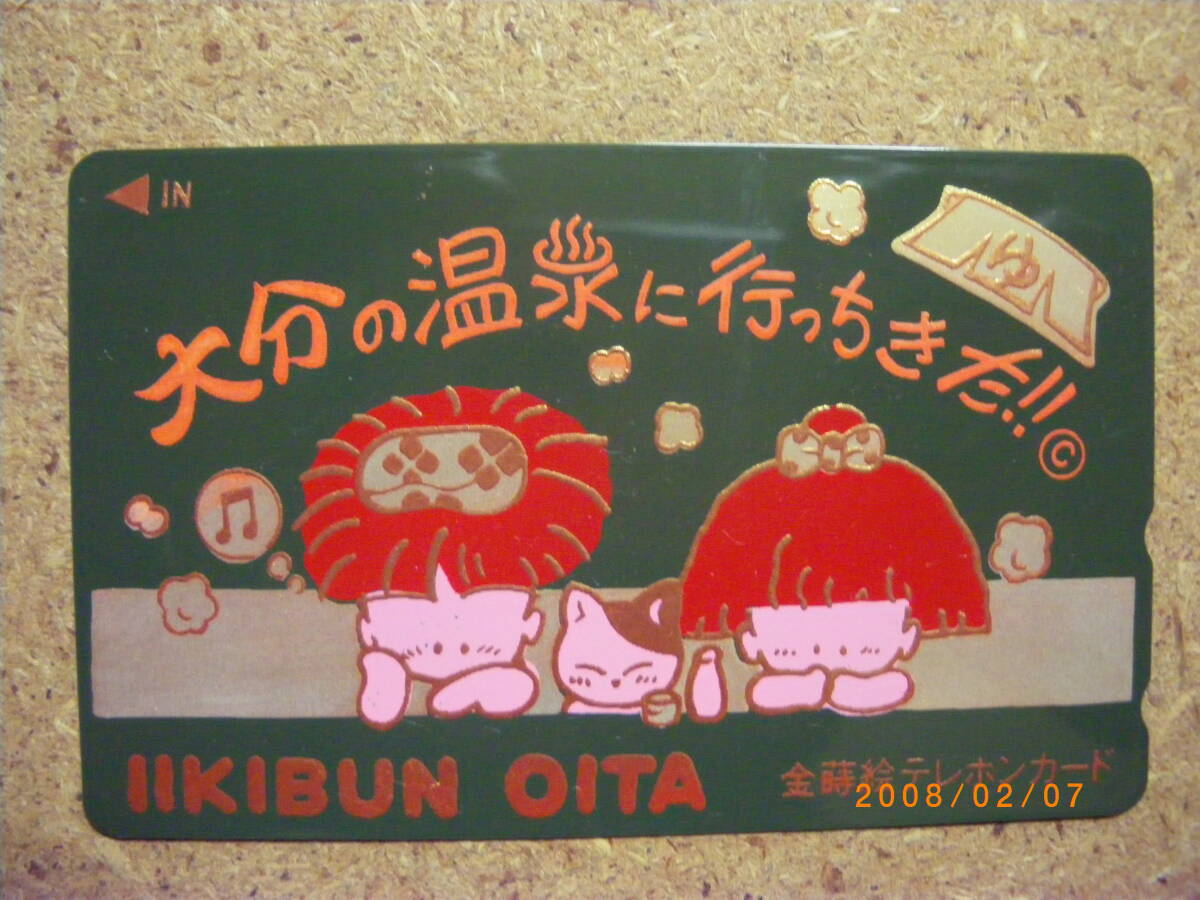 IN
ゆ
大分の温泉に行っちきた!!
©
IIKIBUN OITA
金蒔絵テレホンカード
2008/02/07